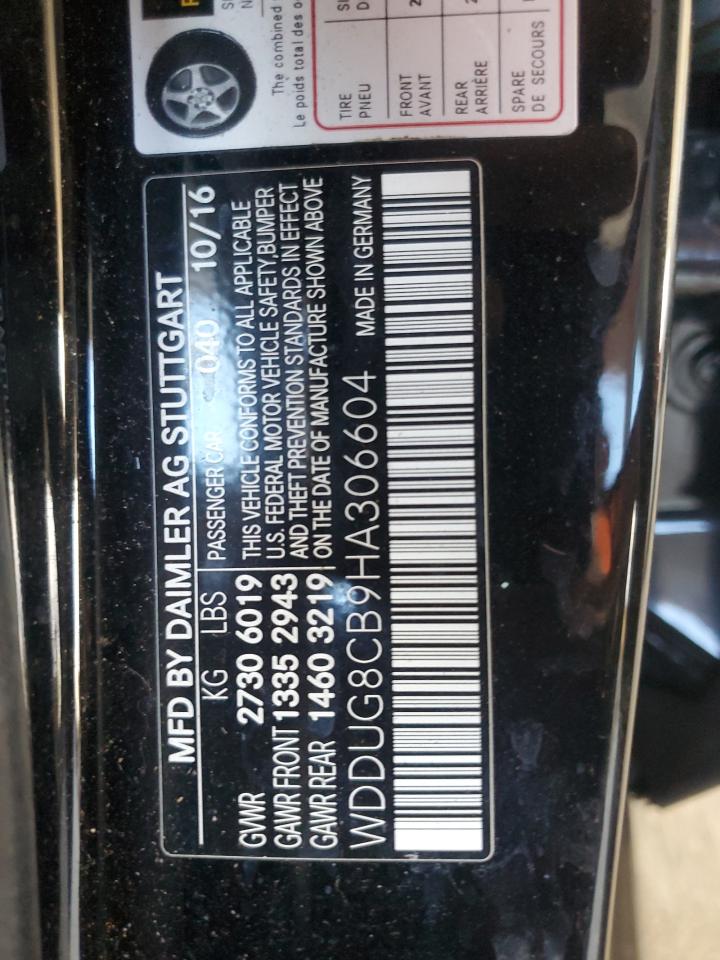 MFD BY DAIMLER AG STUTTGART
KG LBS PASSENGER CAR 040 10/16
GVWR 2730 6019
GAWR FRONT 1335 2943
GAWR REAR 1460 3219
THIS VEHICLE CONFORMS TO ALL APPLICABLE
U.S. FEDERAL MOTOR VEHICLE SAFETY, BUMPER
AND THEFT PREVENTION STANDARDS IN EFFECT
ON THE DATE OF MANUFACTURE SHOWN ABOVE
WDDUG8CB9HA306604 MADE IN GERMANY
The combined
Le poids total des
TIRE
PNEU
FRONT
AVANT
REAR
ARRIÈRE
SPARE
DE SECOURS